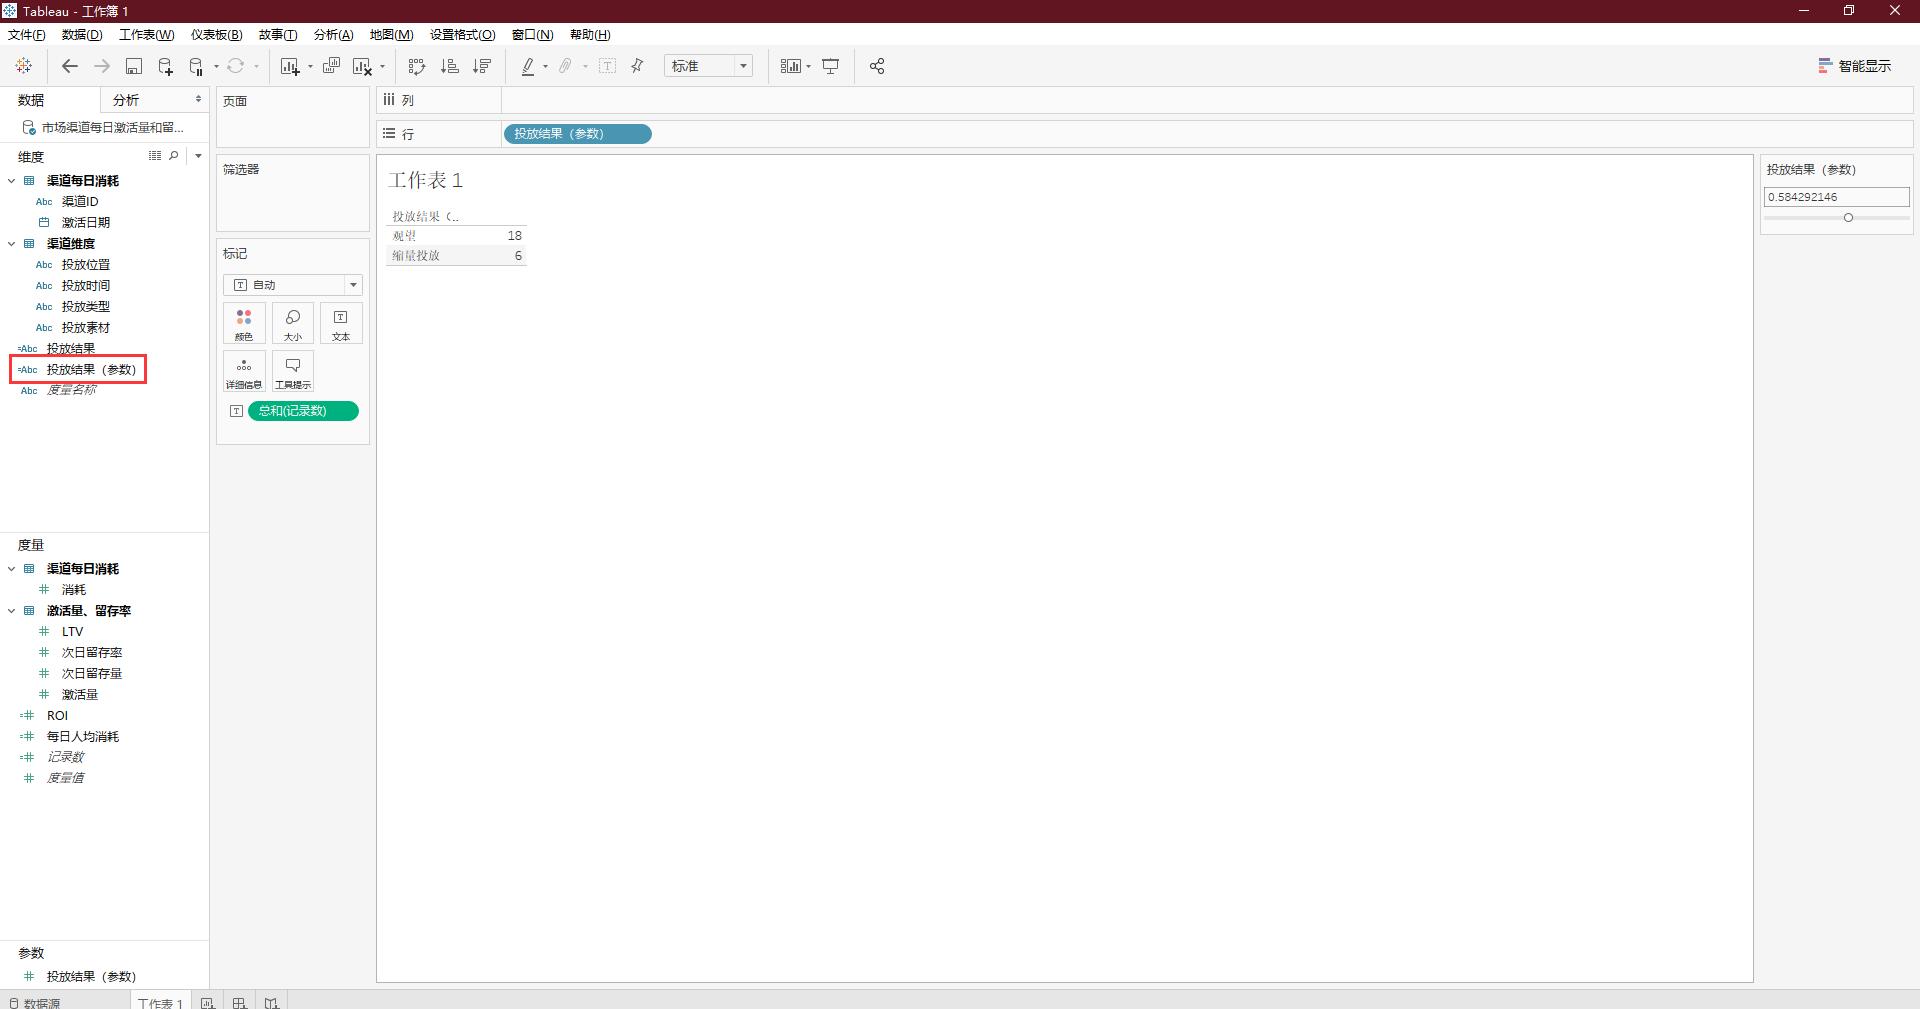 Tableau - 工作簿 1
文件(F) 数据(D) 工作表(W) 仪表板(B) 故事(T) 分析(A) 地图(M) 设置格式(O) 窗口(N) 帮助(H)
标准
智能显示
数据 分析
市场渠道每日激活量和留...
维度
渠道每日消耗
Abc 渠道ID
激活日期
渠道维度
Abc 投放位置
Abc 投放时间
Abc 投放类型
Abc 投放素材
=Abc 投放结果
=Abc 投放结果（参数）
Abc 度量名称
度量
渠道每日消耗
# 消耗
激活量、留存率
# LTV
# 次日留存率
# 次日留存量
# 激活量
=# ROI
=# 每日人均消耗
=# 记录数
# 度量值
参数
# 投放结果（参数）
页面
筛选器
标记
T 自动
颜色 大小 T 文本
详细信息 工具提示
T 总和(记录数)
列
行 投放结果（参数）
工作表 1
投放结果（..
观望 18
缩量投放 6
投放结果（参数）
0.584292146
数据源 工作表 1